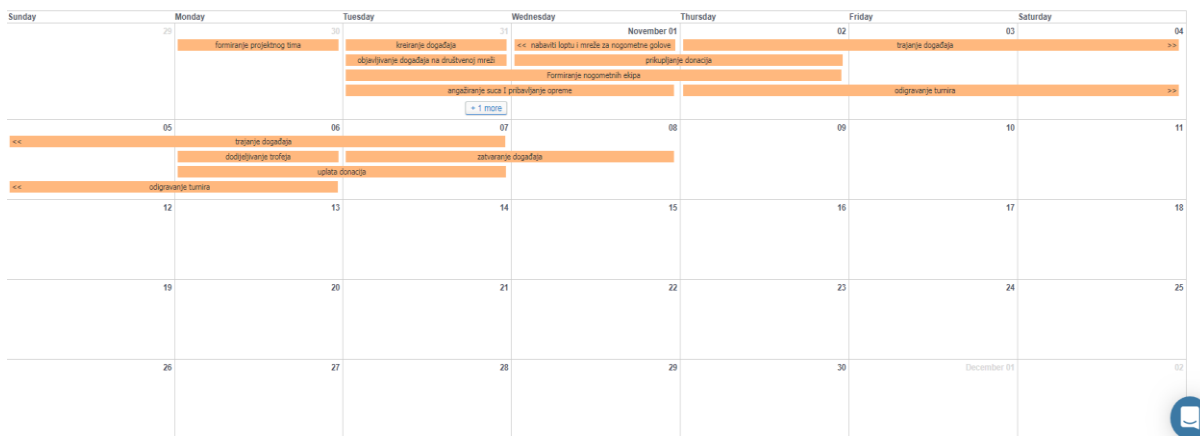 Sunday Monday Tuesday Wednesday Thursday Friday Saturday
29 30 31 November 01 02 03 04
formiranje projektnog tima kreiranje događaja << nabaviti loptu i mreže za nogometne golove trajanje događaja >>
objavljivanje događaja na društvenoj mreži prikupljanje donacija
Formiranje nogometnih ekipa
angažiranje suca I pribavljanje opreme odigravanje turnira >>
+ 1 more
05 06 07 08 09 10 11
<< trajanje događaja
dodijeljivanje trofeja zatvaranje događaja
uplata donacija
<< odigravanje turnira
12 13 14 15 16 17 18
19 20 21 22 23 24 25
26 27 28 29 30 December 01 02